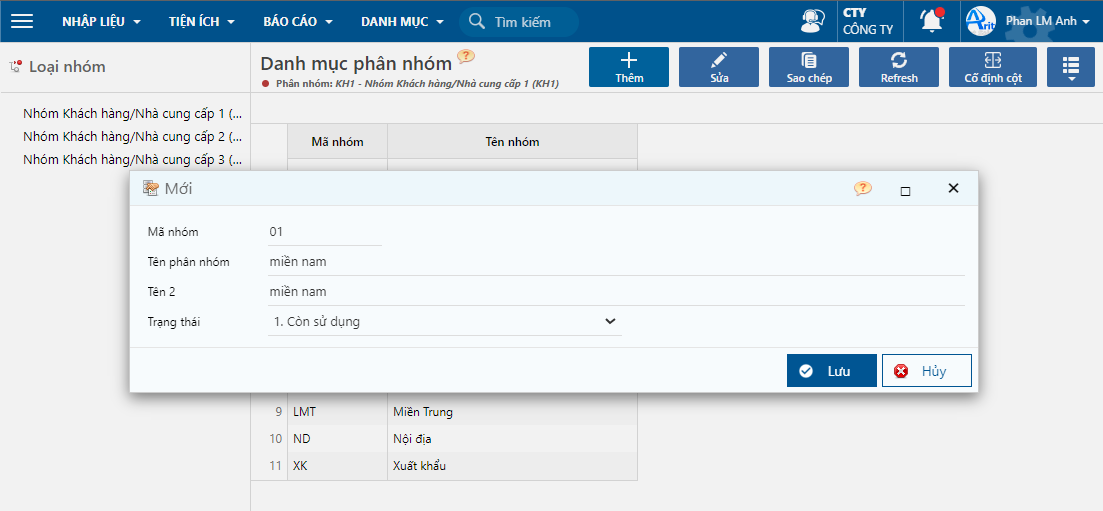 NHẬP LIỆU TIỆN ÍCH BÁO CÁO DANH MỤC Tìm kiếm CTY CÔNG TY Arit Phan LM Anh
Loại nhóm
Nhóm Khách hàng/Nhà cung cấp 1 (...
Nhóm Khách hàng/Nhà cung cấp 2 (...
Nhóm Khách hàng/Nhà cung cấp 3 (...
Danh mục phân nhóm ?
Phân nhóm: KH1 - Nhóm Khách hàng/Nhà cung cấp 1 (KH1)
Thêm Sửa Sao chép Refresh Cố định cột
Mã nhóm Tên nhóm
Mới ?
Mã nhóm 01
Tên phân nhóm miền nam
Tên 2 miền nam
Trạng thái 1. Còn sử dụng
Lưu Hủy
9 LMT Miền Trung
10 ND Nội địa
11 XK Xuất khẩu